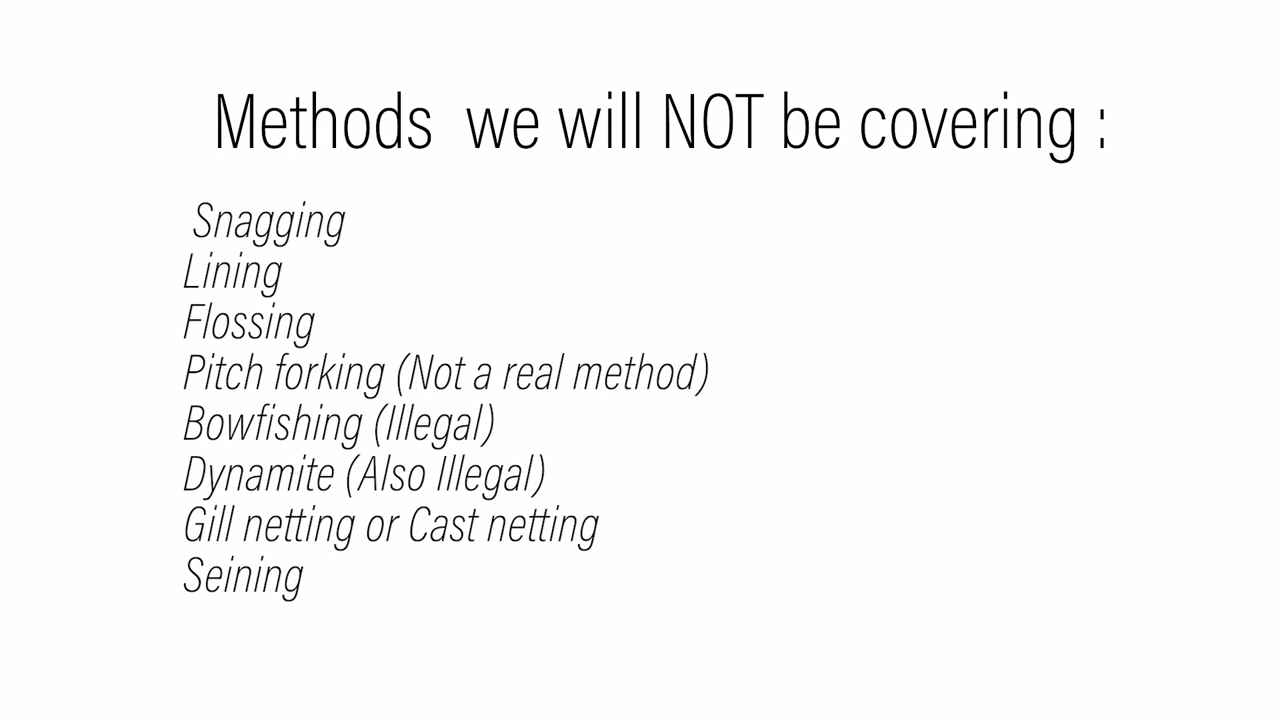 Methods we will NOT be covering :
Snagging
Lining
Flossing
Pitch forking (Not a real method)
Bowfishing (Illegal)
Dynamite (Also Illegal)
Gill netting or Cast netting
Seining